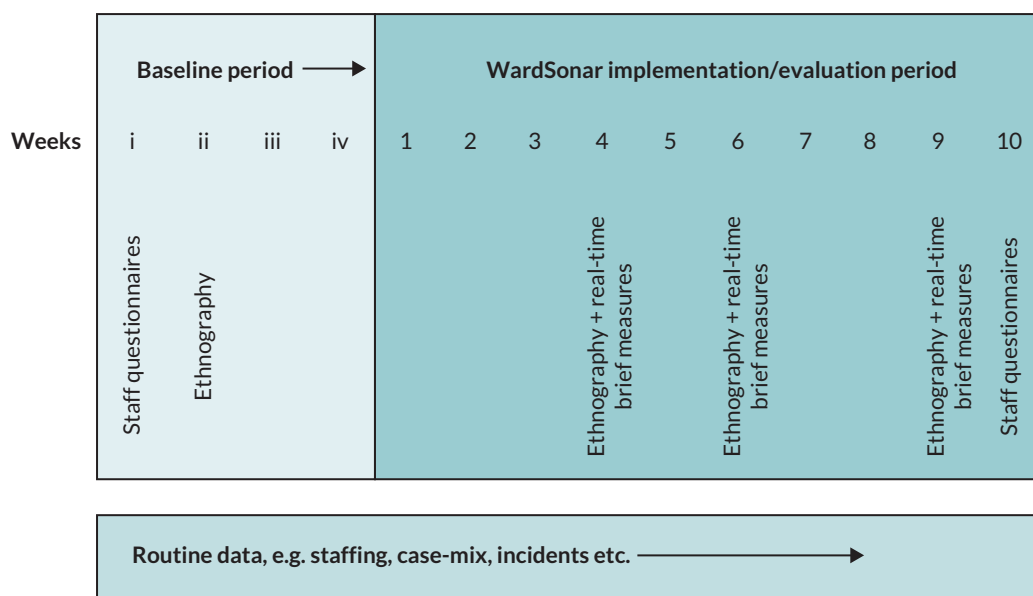 Baseline period
WardSonar implementation/evaluation period
Weeks i ii iii iv 1 2 3 4 5 6 7 8 9 10
Staff questionnaires
Ethnography
Ethnography + real-time
brief measures
Ethnography + real-time
brief measures
Ethnography + real-time
brief measures
Staff questionnaires
Routine data, e.g. staffing, case-mix, incidents etc.